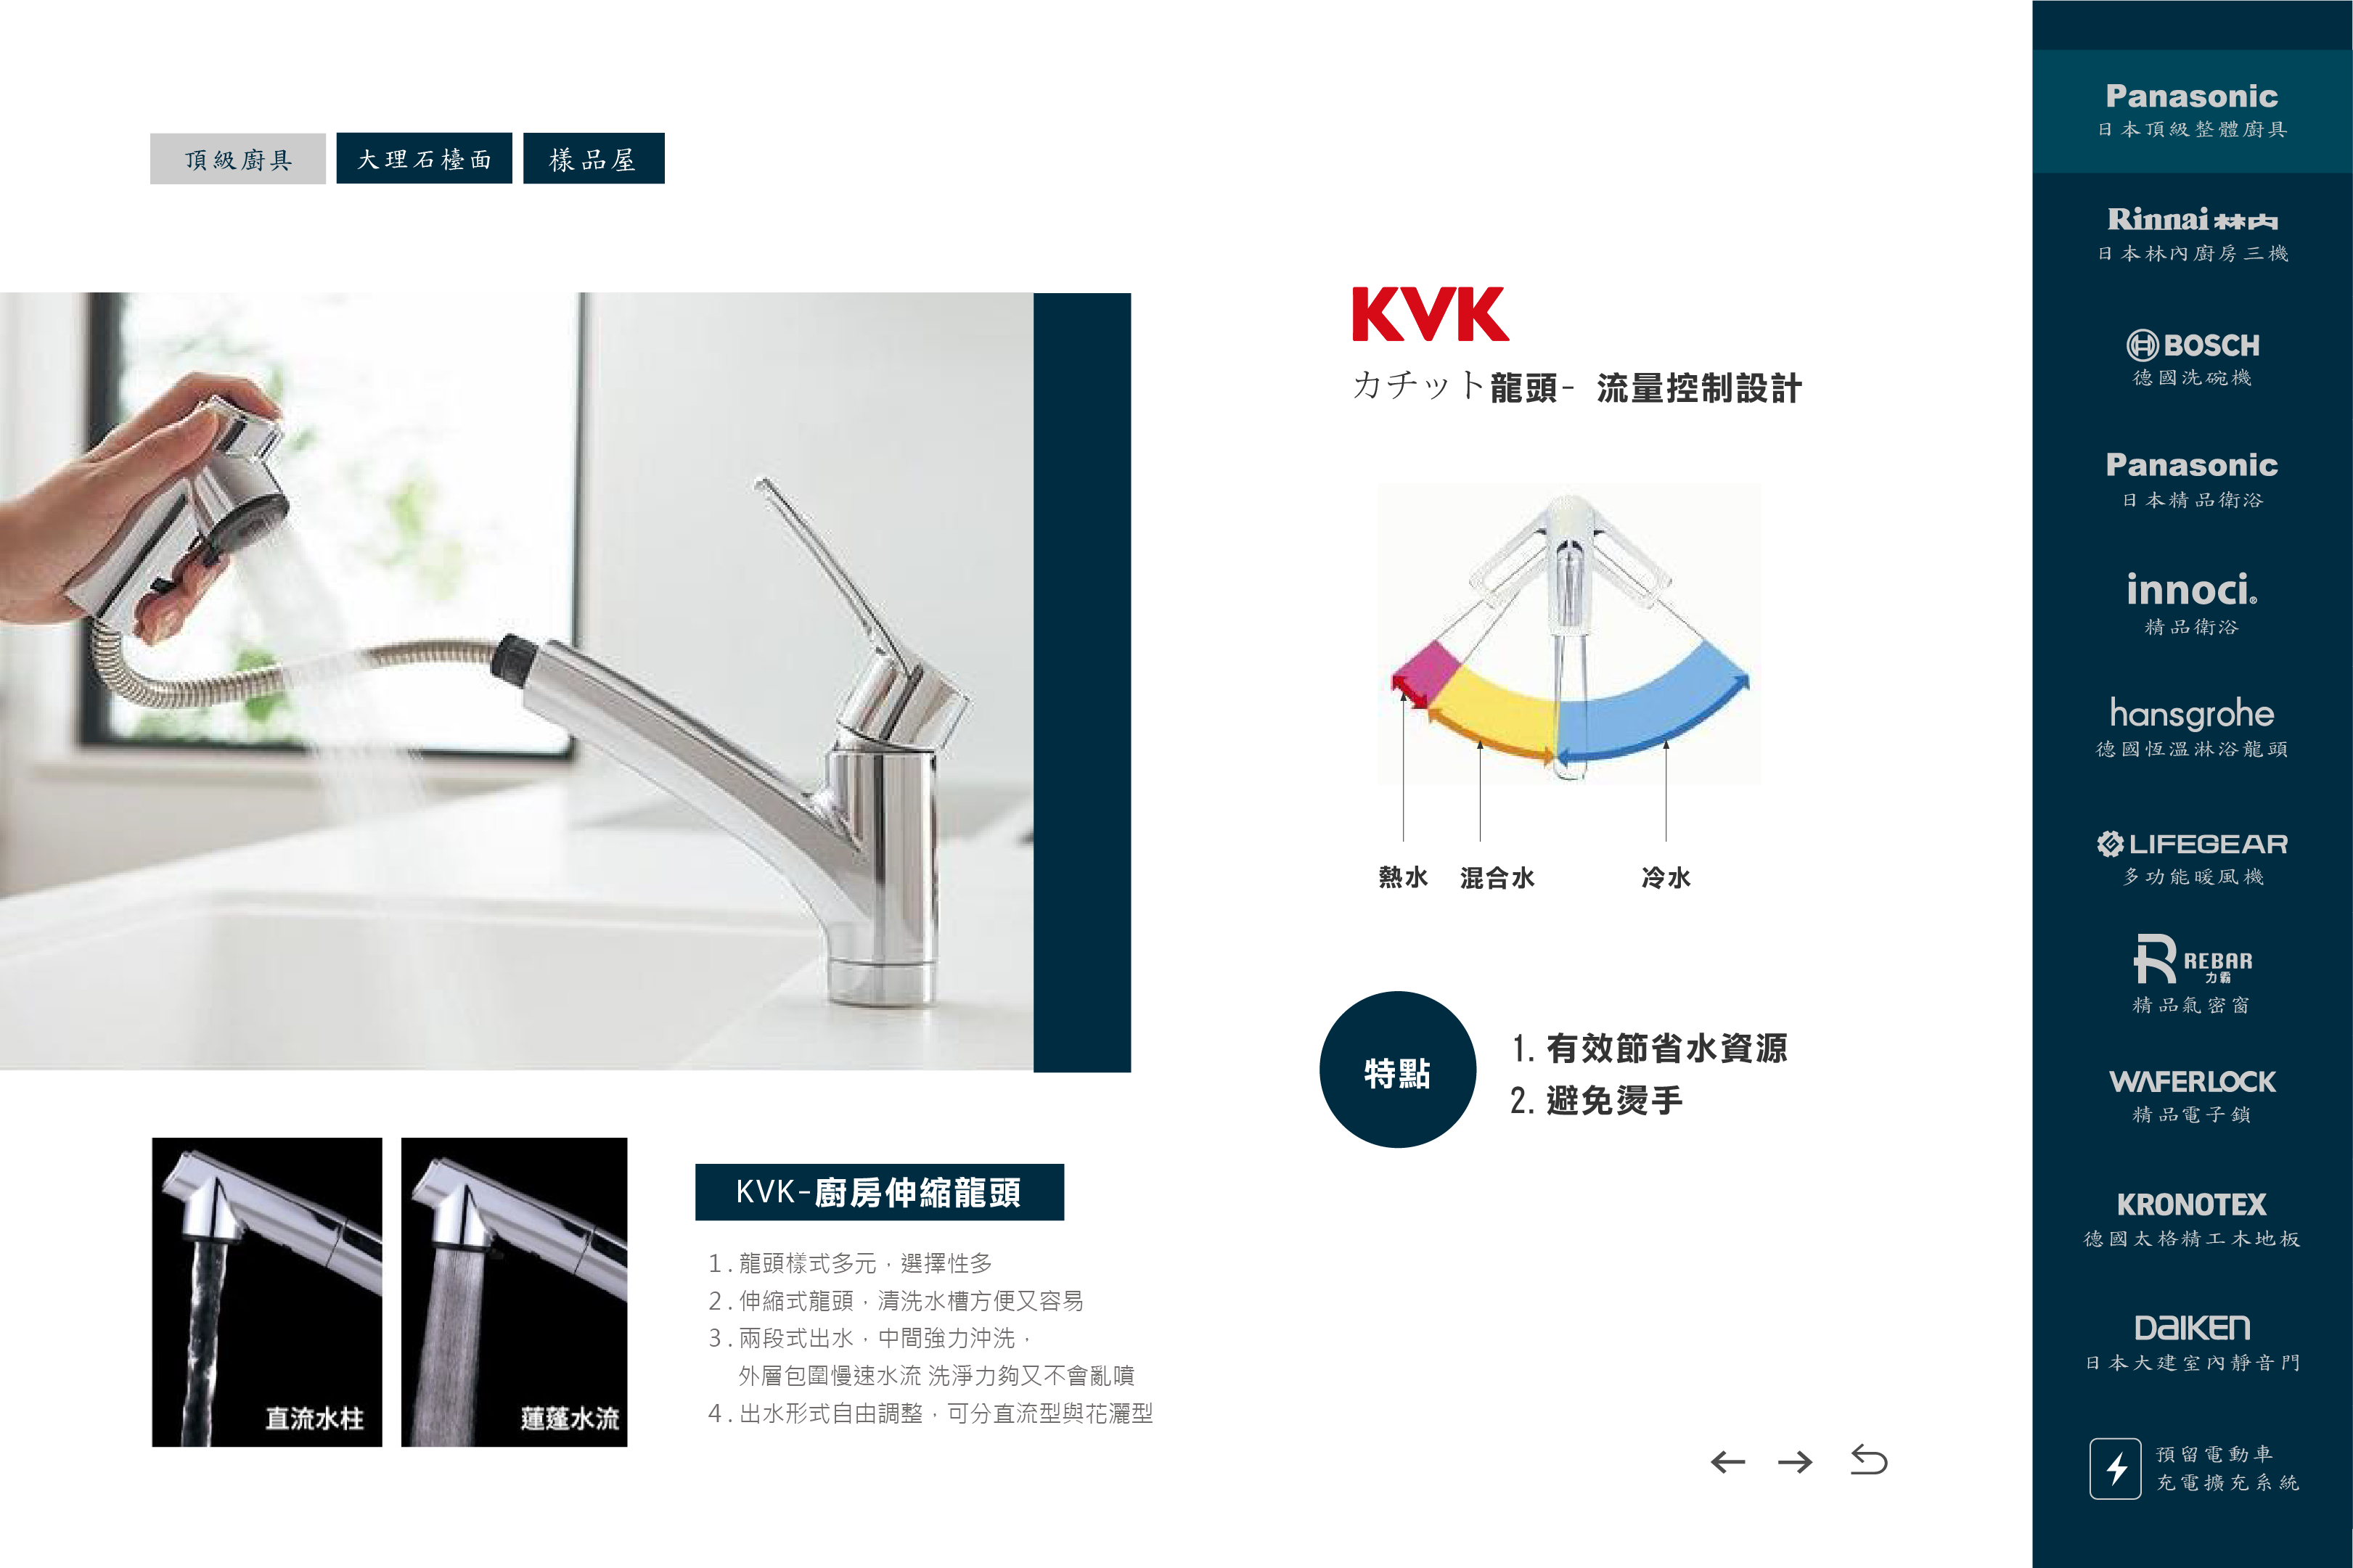 頂級廚具
大理石檯面
樣品屋
KVK
カチット龍頭- 流量控制設計
熱水
混合水
冷水
特點
1. 有效節省水資源
2. 避免燙手
直流水柱
蓮蓬水流
KVK-廚房伸縮龍頭
1. 龍頭樣式多元，選擇性多
2. 伸縮式龍頭，清洗水槽方便又容易
3. 兩段式出水，中間強力沖洗，
外層包圍慢速水流 洗淨力夠又不會亂噴
4. 出水形式自由調整，可分直流型與花灑型
Panasonic
日本頂級整體廚具
Rinnai 林内
日本林內廚房三機
BOSCH
德國洗碗機
Panasonic
日本精品衛浴
innoci®
精品衛浴
hansgrohe
德國恆溫淋浴龍頭
LIFEGEAR
多功能暖風機
REBAR
力霸
精品氣密窗
WAFERLOCK
精品電子鎖
KRONOTEX
德國太格精工木地板
DAIKEN
日本大建室內靜音門
預留電動車
充電擴充系統